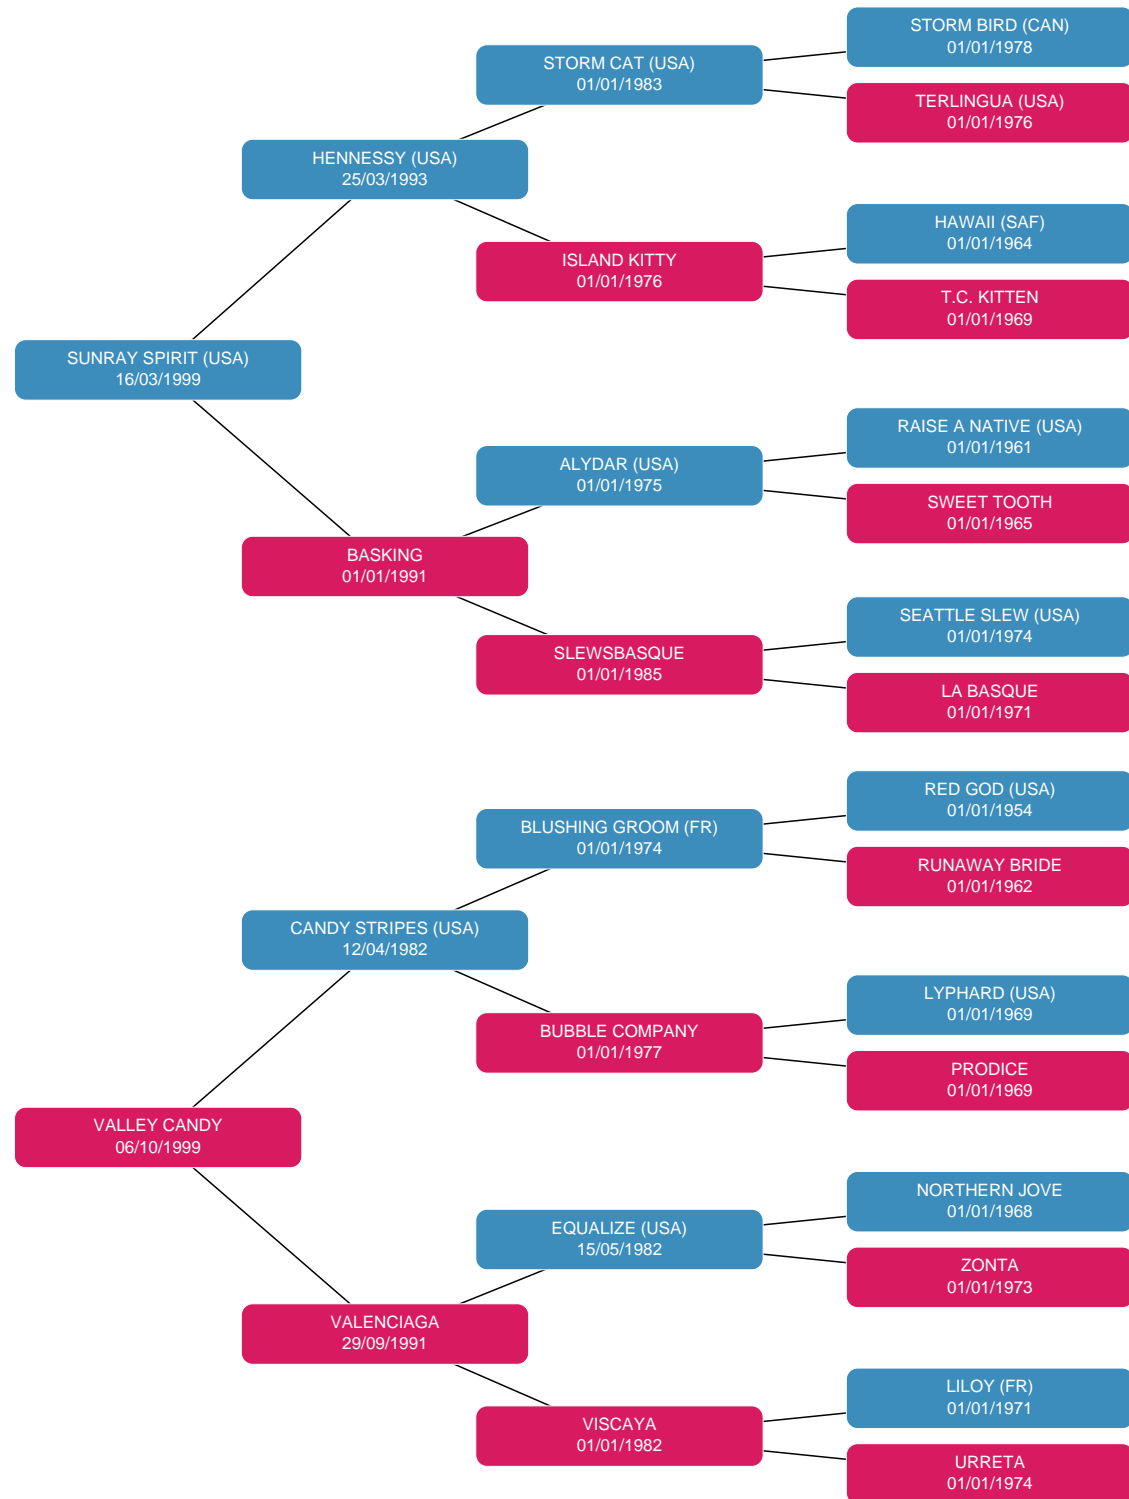 STORM BIRD (CAN)
01/01/1978
STORM CAT (USA)
01/01/1983
TERLINGUA (USA)
01/01/1976
HENNESSY (USA)
25/03/1993
HAWAII (SAF)
01/01/1964
ISLAND KITTY
01/01/1976
T.C. KITTEN
01/01/1969
SUNRAY SPIRIT (USA)
16/03/1999
RAISE A NATIVE (USA)
01/01/1961
ALYDAR (USA)
01/01/1975
SWEET TOOTH
01/01/1965
BASKING
01/01/1991
SEATTLE SLEW (USA)
01/01/1974
SLEWSBASQUE
01/01/1985
LA BASQUE
01/01/1971
RED GOD (USA)
01/01/1954
BLUSHING GROOM (FR)
01/01/1974
RUNAWAY BRIDE
01/01/1962
CANDY STRIPES (USA)
12/04/1982
LYPHARD (USA)
01/01/1969
BUBBLE COMPANY
01/01/1977
PRODICE
01/01/1969
VALLEY CANDY
06/10/1999
NORTHERN JOVE
01/01/1968
EQUALIZE (USA)
15/05/1982
ZONTA
01/01/1973
VALENCIAGA
29/09/1991
LILOY (FR)
01/01/1971
VISCAYA
01/01/1982
URRETA
01/01/1974